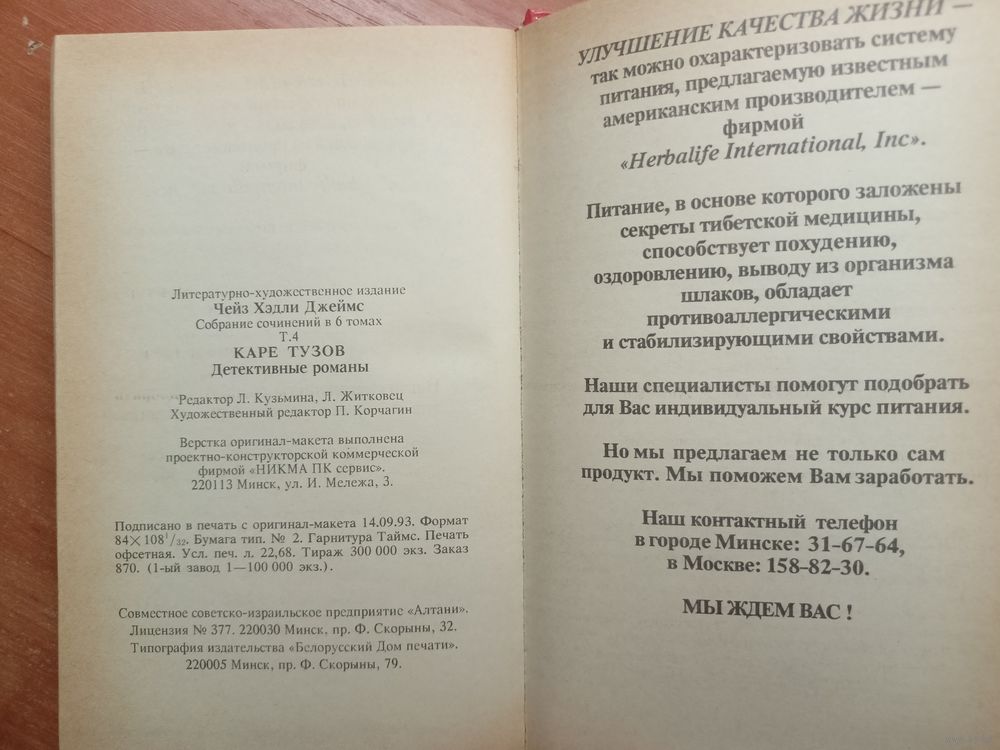 Литературно-художественное издание
Чейз Хэдли Джеймс
Собрание сочинений в 6 томах
Т.4
КАРЕ ТУЗОВ
Детективные романы
Редактор Л. Кузьмина, Л. Житковец
Художественный редактор П. Корчагин
Верстка оригинал-макета выполнена
проектно-конструкторской коммерческой
фирмой «НИКМА ПК сервис».
220113 Минск, ул. И. Мележа, 3.
Подписано в печать с оригинал-макета 14.09.93. Формат
84×108¹/₃₂. Бумага тип. № 2. Гарнитура Таймс. Печать
офсетная. Усл. печ. л. 22,68. Тираж 300 000 экз. Заказ
870. (1-ый завод 1—100 000 экз.).
Совместное советско-израильское предприятие «Алтани».
Лицензия № 377. 220030 Минск, пр. Ф. Скорыны, 32.
Типография издательства «Белорусский Дом печати».
220005 Минск, пр. Ф. Скорыны, 79.
УЛУЧШЕНИЕ КАЧЕСТВА ЖИЗНИ —
так можно охарактеризовать систему
питания, предлагаемую известным
американским производителем —
фирмой
«Herbalife International, Inc».
Питание, в основе которого заложены
секреты тибетской медицины,
способствует похудению,
оздоровлению, выводу из организма
шлаков, обладает
противоаллергическими
и стабилизирующими свойствами.
Наши специалисты помогут подобрать
для Вас индивидуальный курс питания.
Но мы предлагаем не только сам
продукт. Мы поможем Вам заработать.
Наш контактный телефон
в городе Минске: 31-67-64,
в Москве: 158-82-30.
МЫ ЖДЕМ ВАС !